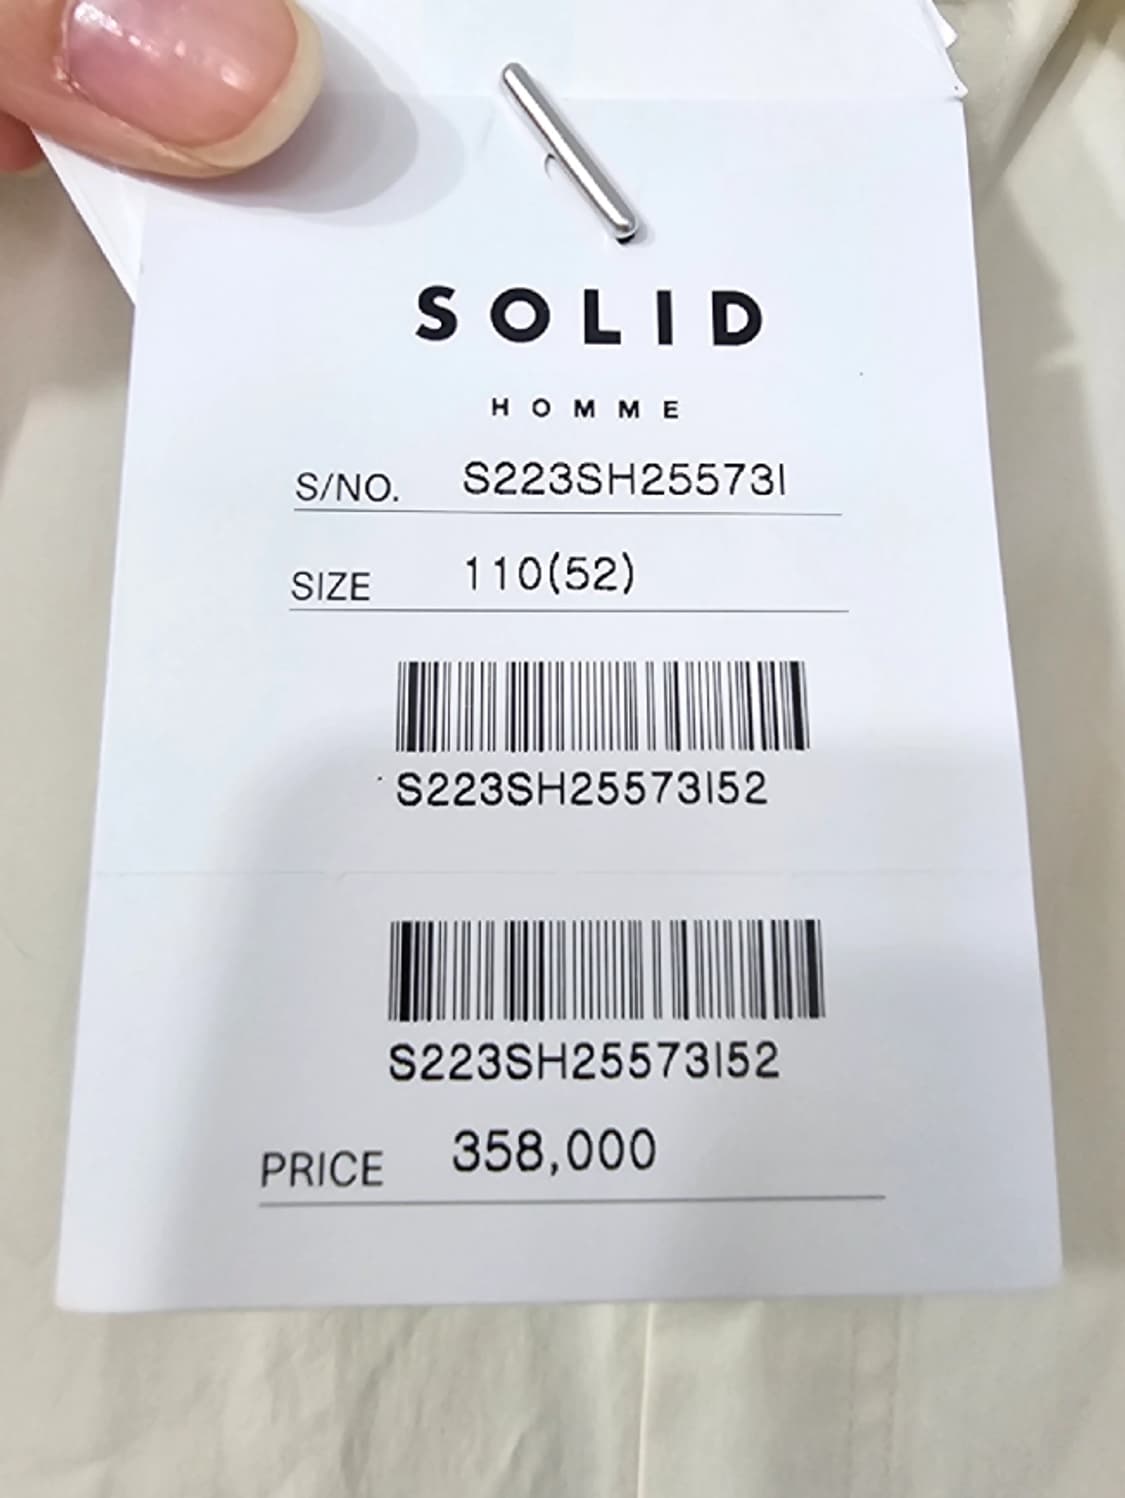 SOLID
HOMME
S/NO. S223SH25573I
SIZE 110(52)
S223SH25573I52
S223SH25573I52
PRICE 358,000